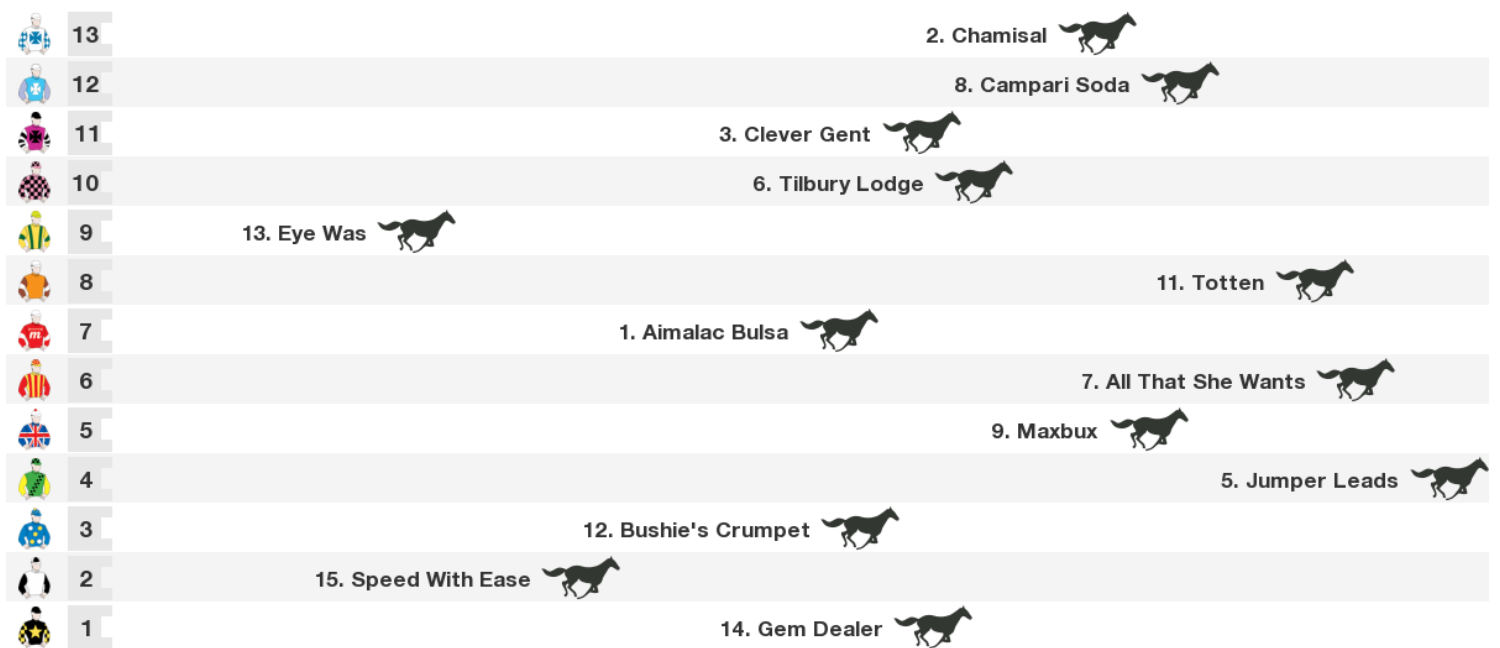 13 2. Chamisal
12 8. Campari Soda
11 3. Clever Gent
10 6. Tilbury Lodge
9 13. Eye Was
8 11. Totten
7 1. Aimalac Bulsa
m
6 7. All That She Wants
5 9. Maxbux
4 5. Jumper Leads
3 12. Bushie's Crumpet
2 15. Speed With Ease
1 14. Gem Dealer